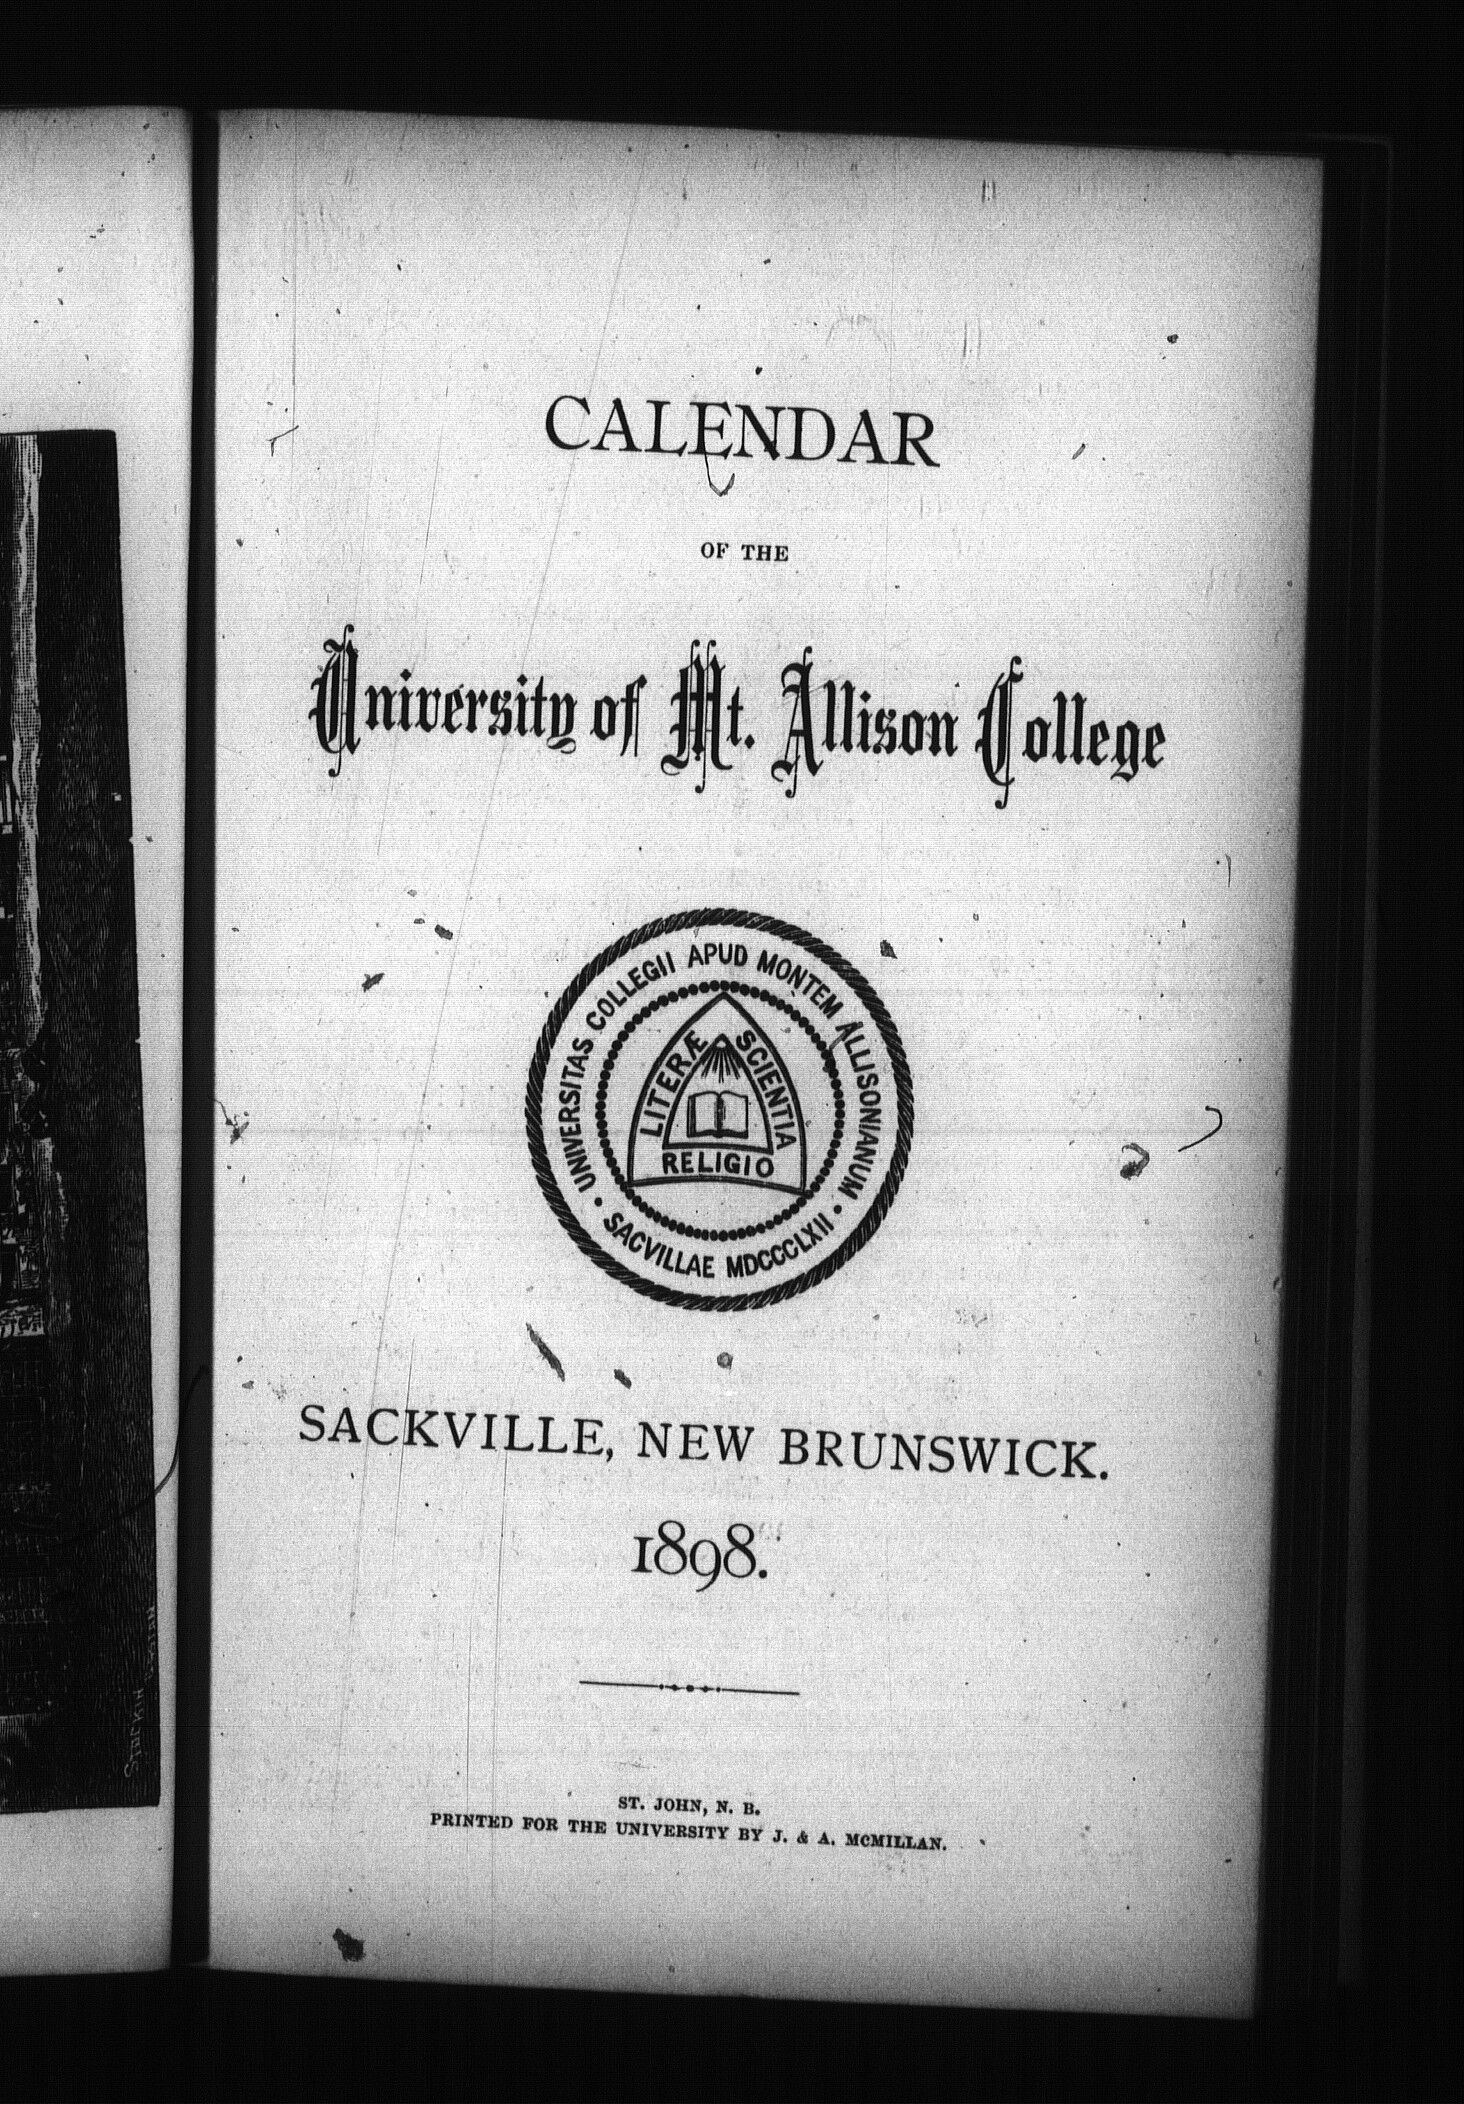 CALENDAR
OF THE
University of Mt. Allison College
UNIVERSITAS COLLEGII APUD MONTEM ALLISONIANUM
• SACVILLAE MDCCCLXII •
LITERÆ SCIENTIA
RELIGIO
SACKVILLE, NEW BRUNSWICK.
1898.
ST. JOHN, N. B.
PRINTED FOR THE UNIVERSITY BY J. & A. MCMILLAN.